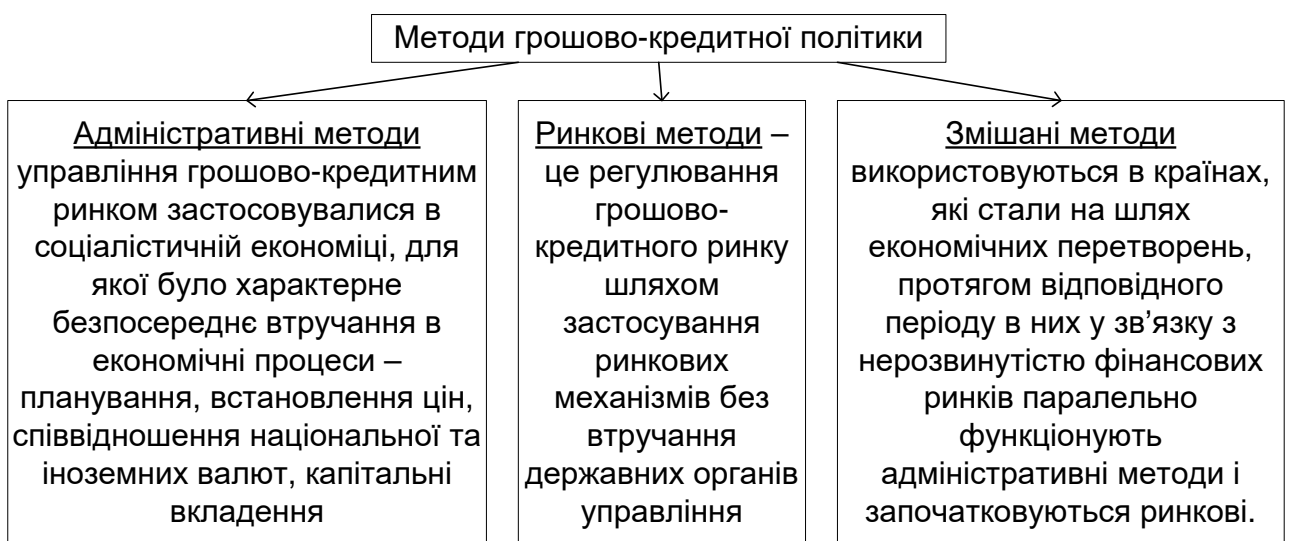 Методи грошово-кредитної політики
Адміністративні методи
управління грошово-кредитним
ринком застосовувалися в
соціалістичній економіці, для
якої було характерне
безпосереднє втручання в
економічні процеси –
планування, встановлення цін,
співвідношення національної та
іноземних валют, капітальні
вкладення
Ринкові методи –
це регулювання
грошово-
кредитного ринку
шляхом
застосування
ринкових
механізмів без
втручання
державних органів
управління
Змішані методи
використовуються в країнах,
які стали на шлях
економічних перетворень,
протягом відповідного
періоду в них у зв’язку з
нерозвинутістю фінансових
ринків паралельно
функціонують
адміністративні методи і
започатковуються ринкові.